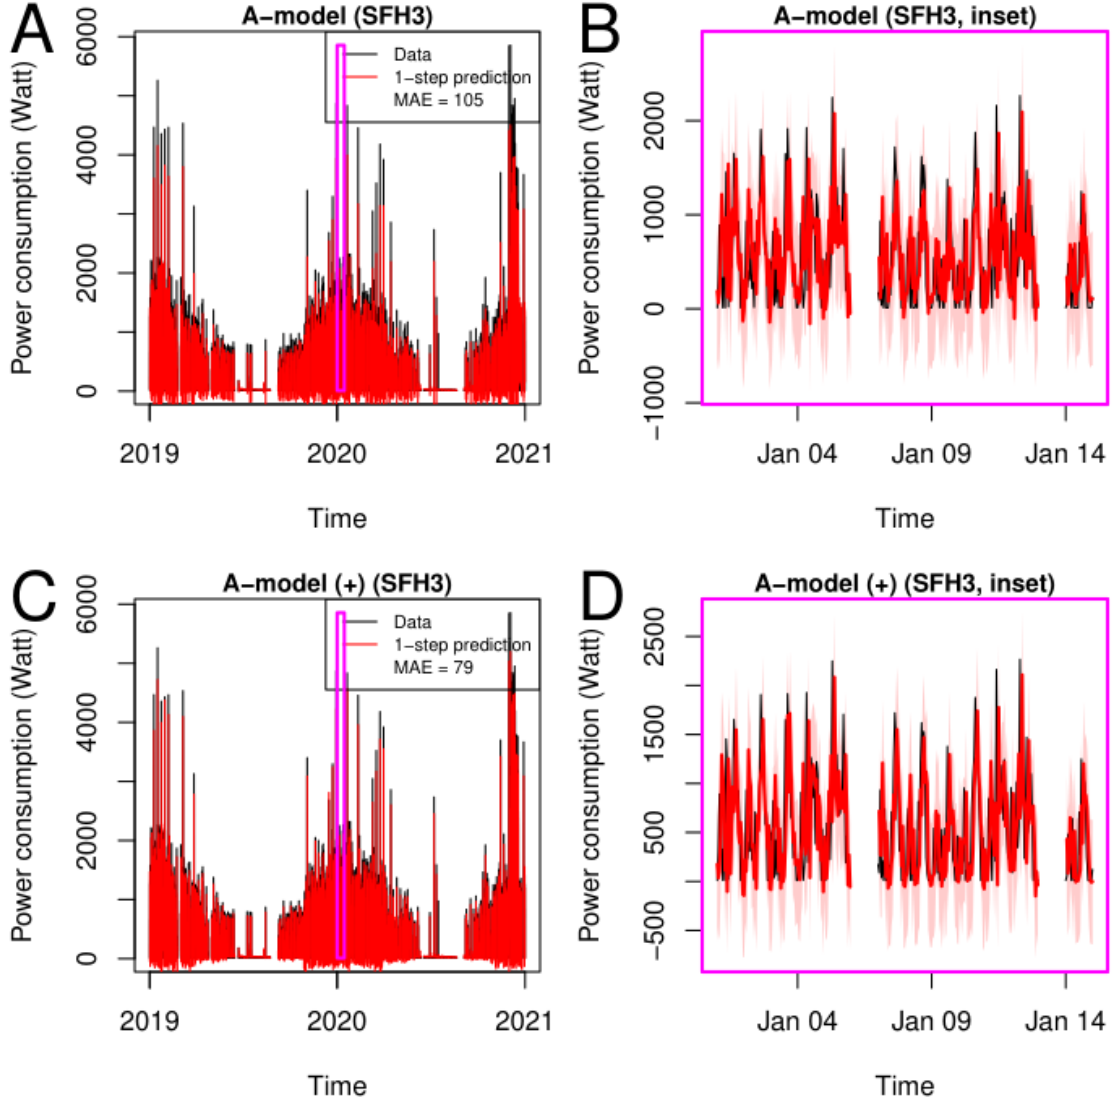 A
A−model (SFH3)
Power consumption (Watt)
6000
4000
2000
0
Data
1−step prediction
MAE = 105
2019
2020
2021
Time
B
A−model (SFH3, inset)
Power consumption (Watt)
2000
1000
0
−1000
Jan 04
Jan 09
Jan 14
Time
C
A−model (+) (SFH3)
Power consumption (Watt)
6000
4000
2000
0
Data
1−step prediction
MAE = 79
2019
2020
2021
Time
D
A−model (+) (SFH3, inset)
Power consumption (Watt)
2500
1500
500
−500
Jan 04
Jan 09
Jan 14
Time